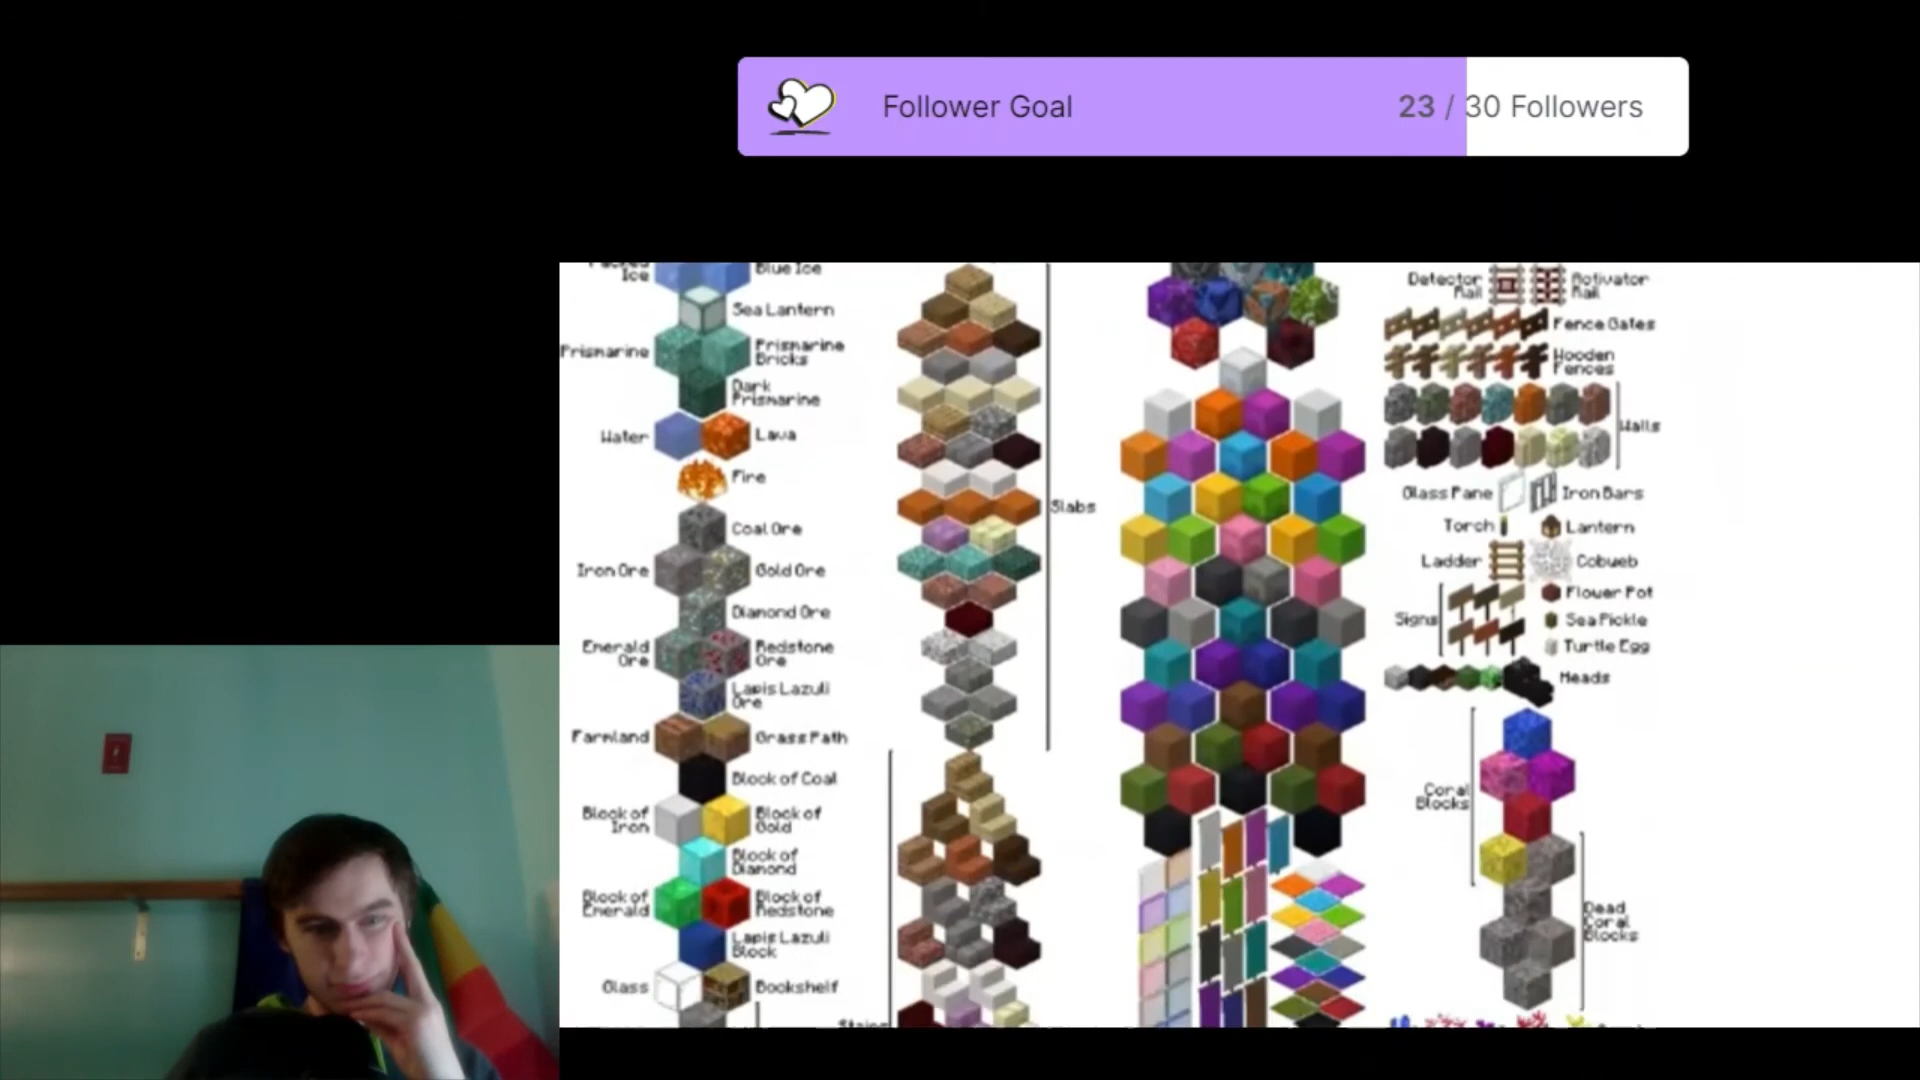 Follower Goal
23 / 30 Followers
Ice
Blue Ice
Sea Lantern
Prismarine
Prismarine
Bricks
Dark
Prismarine
Water
Lava
Fire
Coal Ore
Iron Ore
Gold Ore
Diamond Ore
Emerald
Ore
Redstone
Ore
Lapis Lazuli
Ore
Farmland
Grass Path
Block of Coal
Block of
Iron
Block of
Gold
Block of
Diamond
Block of
Emerald
Block of
Redstone
Lapis Lazuli
Block
Glass
Bookshelf
Slabs
Stairs
Detector
Rail
Activator
Rail
Fence Gates
Wooden
Fences
Walls
Glass Pane
Iron Bars
Torch
Lantern
Ladder
Cobweb
Signs
Flower Pot
Sea Pickle
Turtle Egg
Heads
Coral
Blocks
Dead
Coral
Blocks